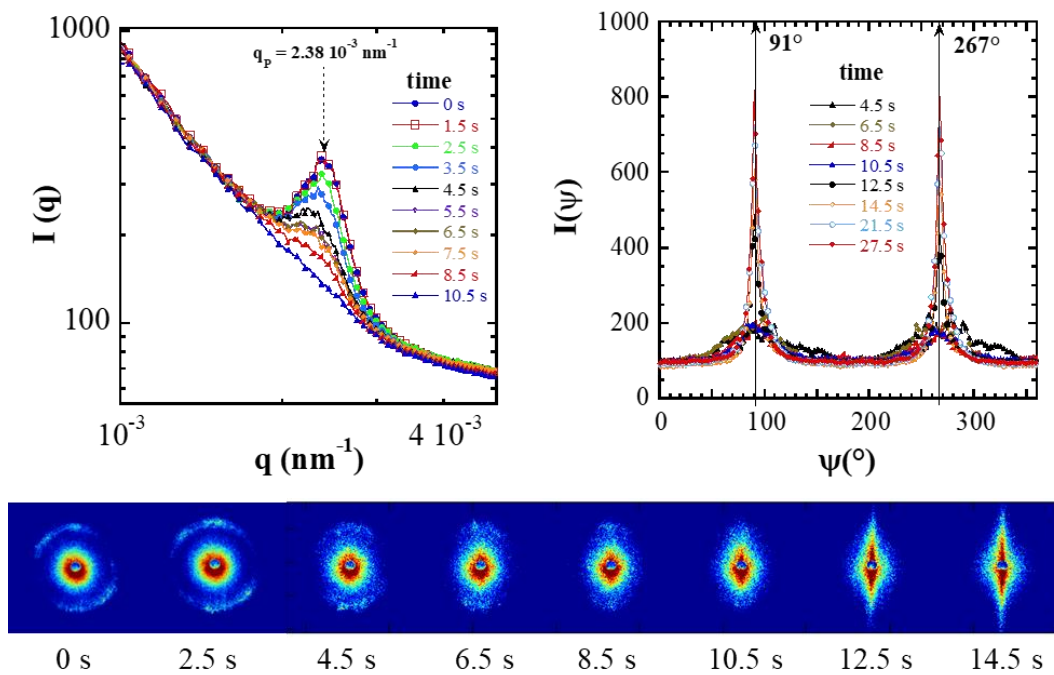 1000
q_P = 2.38 10⁻³ nm⁻¹
time
0 s
1.5 s
2.5 s
3.5 s
4.5 s
5.5 s
6.5 s
7.5 s
8.5 s
10.5 s
I (q)
100
10⁻³
4 10⁻³
q (nm⁻¹)
1000
91°
267°
time
4.5 s
6.5 s
8.5 s
10.5 s
12.5 s
14.5 s
21.5 s
27.5 s
800
600
400
200
0
I(ψ)
0
100
200
300
ψ(°)
0 s
2.5 s
4.5 s
6.5 s
8.5 s
10.5 s
12.5 s
14.5 s